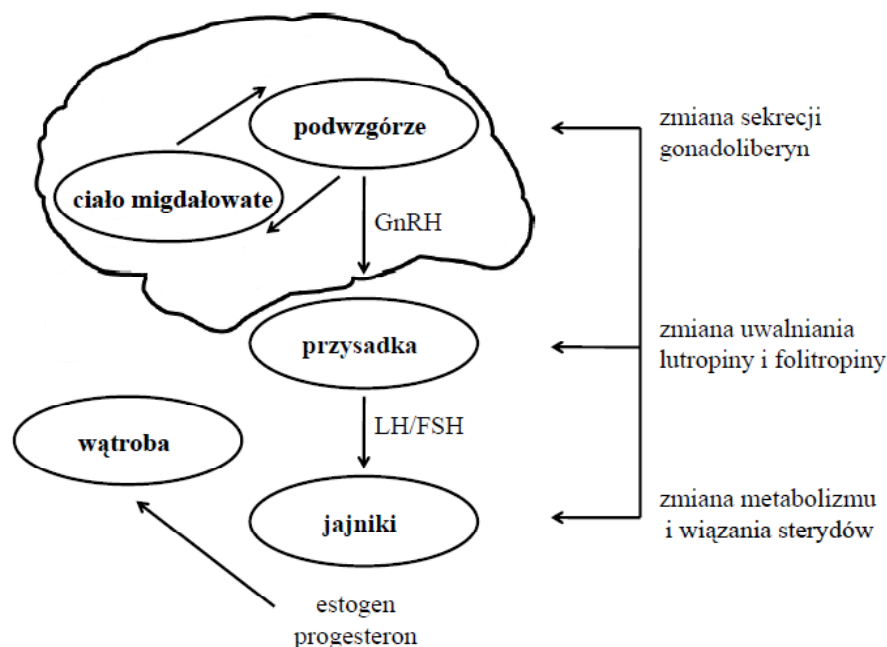 podwzgórze
zmiana sekrecji
gonadoliberyn
ciało migdałowate
GnRH
przysadka
zmiana uwalniania
lutropiny i folitropiny
LH/FSH
wątroba
jajniki
zmiana metabolizmu
i wiązania sterydów
estogen
progesteron